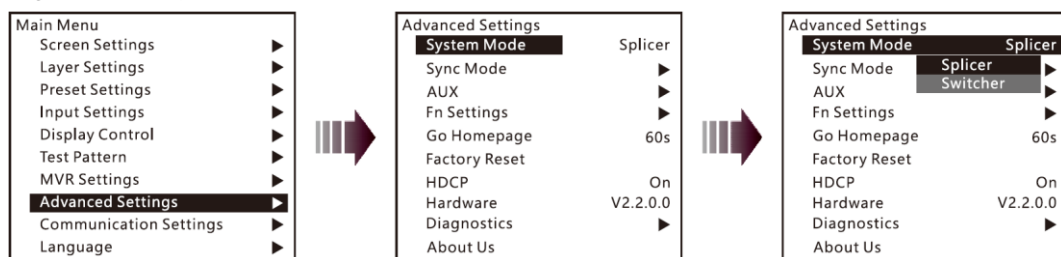 Main Menu
Screen Settings
Layer Settings
Preset Settings
Input Settings
Display Control
Test Pattern
MVR Settings
Advanced Settings
Communication Settings
Language
Advanced Settings
System Mode Splicer
Sync Mode
AUX
Fn Settings
Go Homepage 60s
Factory Reset
HDCP On
Hardware V2.2.0.0
Diagnostics
About Us
Advanced Settings
System Mode Splicer
Sync Mode Splicer
AUX Switcher
Fn Settings
Go Homepage 60s
Factory Reset
HDCP On
Hardware V2.2.0.0
Diagnostics
About Us